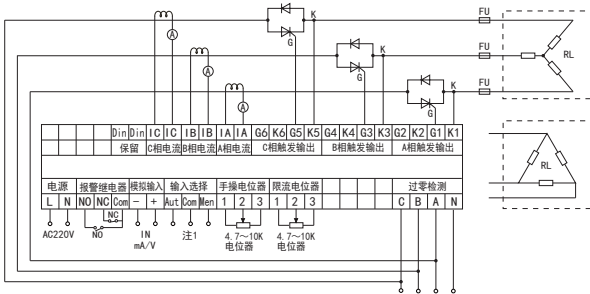 K
FU
A
G
K
FU
A
G
RL
K
FU
A
G
Din Din IC IC IB IB IA IA G6 K6 G5 K5 G4 K4 G3 K3 G2 K2 G1 K1
保留 C相电流 B相电流 A相电流 C相触发输出 B相触发输出 A相触发输出
RL
电源 报警继电器 模拟输入 输入选择 手操电位器 限流电位器 过零检测
L N NO NC Com - + Aut Com Men 1 2 3 1 2 3 C B A N
NC
AC220V NO IN 注1 4.7～10K 4.7～10K
mA/V 电位器 电位器